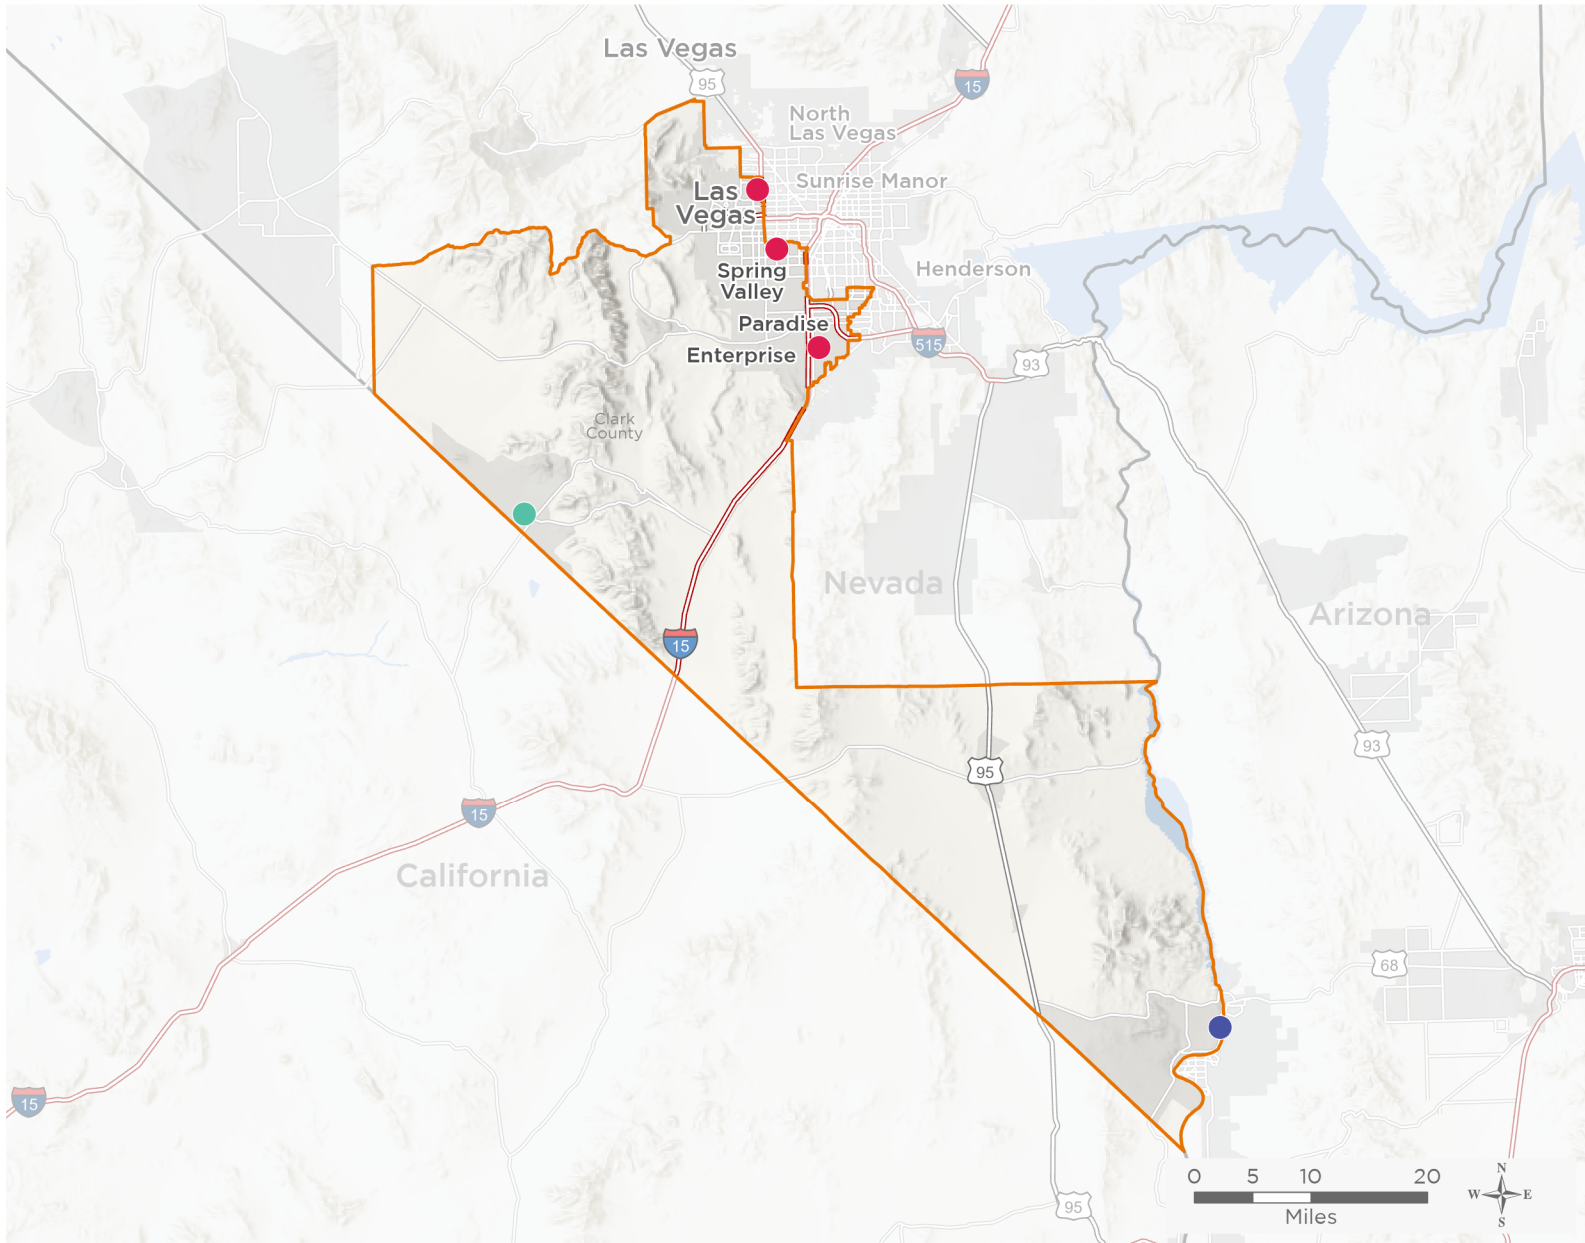 Las Vegas
95
15
North
Las Vegas
Sunrise Manor
Las
Vegas
Spring
Valley
Henderson
Paradise
Enterprise
515
93
Clark
County
Nevada
Arizona
15
93
95
15
California
68
15
95
0 5 10 20
Miles
N
W E
S